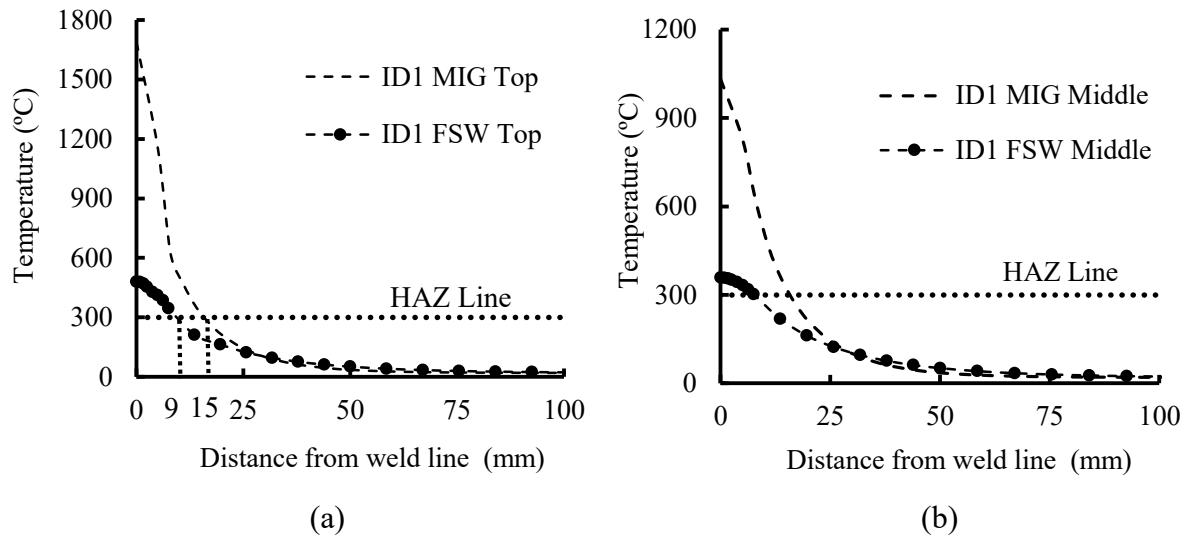 1800
1500
1200
900
600
300
0
Temperature (ºC)
ID1 MIG Top
ID1 FSW Top
HAZ Line
0 9 15 25 50 75 100
Distance from weld line (mm)
(a)
1200
900
600
300
0
Temperature (ºC)
ID1 MIG Middle
ID1 FSW Middle
HAZ Line
0 25 50 75 100
Distance from weld line (mm)
(b)